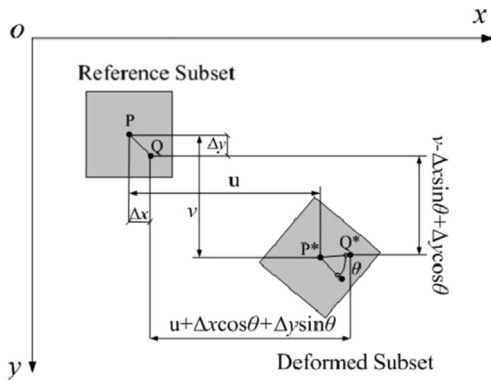 o
x
Reference Subset
P
Q
Δy
u
Δx
v
v-Δxsinθ+Δycosθ
P*
Q*
θ
u+Δxcosθ+Δysinθ
y
Deformed Subset